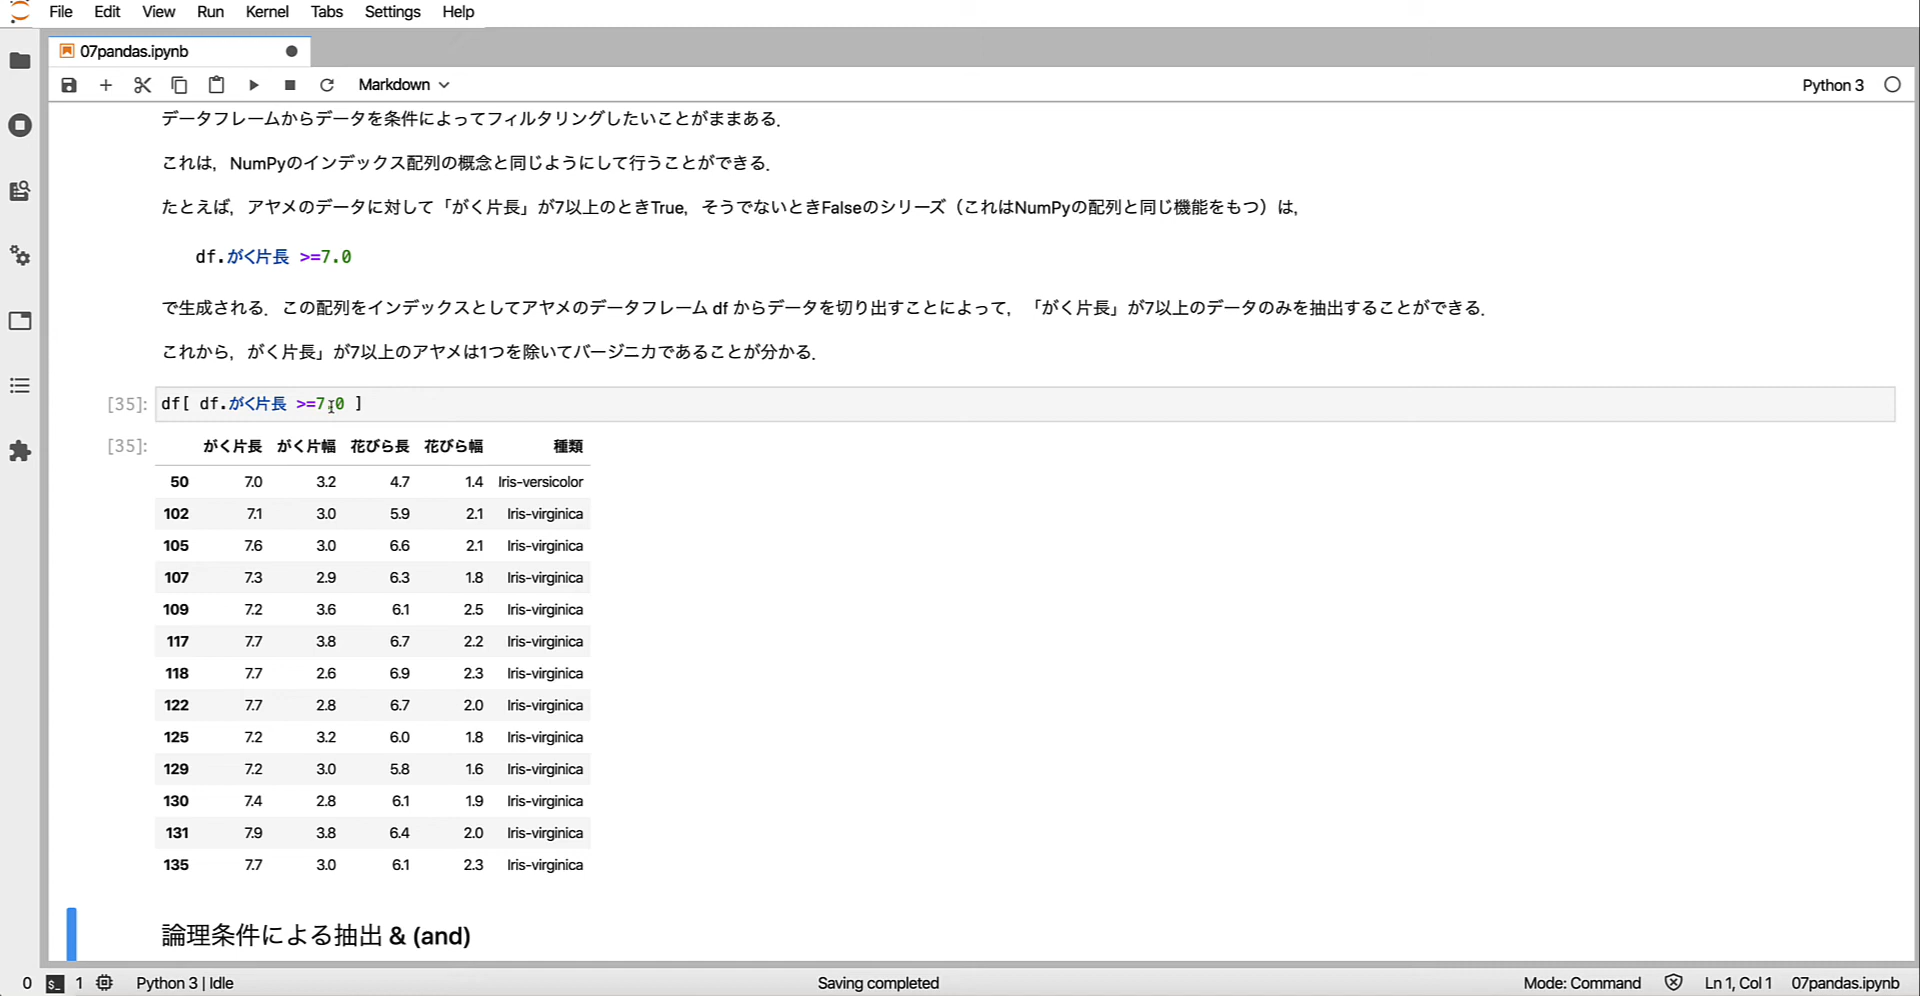 File Edit View Run Kernel Tabs Settings Help
07pandas.ipynb
Markdown
Python 3
データフレームからデータを条件によってフィルタリングしたいことがままある．
これは，NumPyのインデックス配列の概念と同じようにして行うことができる．
たとえば，アヤメのデータに対して「がく片長」が7以上のときTrue，そうでないときFalseのシリーズ（これはNumPyの配列と同じ機能をもつ）は，
df.がく片長 >=7.0
で生成される．この配列をインデックスとしてアヤメのデータフレーム df からデータを切り出すことによって，「がく片長」が7以上のデータのみを抽出することができる．
これから，がく片長」が7以上のアヤメは1つを除いてバージニカであることが分かる．
[35]: df[ df.がく片長 >=7.0 ]
[35]: がく片長 がく片幅 花びら長 花びら幅 種類
50 7.0 3.2 4.7 1.4 Iris-versicolor
102 7.1 3.0 5.9 2.1 Iris-virginica
105 7.6 3.0 6.6 2.1 Iris-virginica
107 7.3 2.9 6.3 1.8 Iris-virginica
109 7.2 3.6 6.1 2.5 Iris-virginica
117 7.7 3.8 6.7 2.2 Iris-virginica
118 7.7 2.6 6.9 2.3 Iris-virginica
122 7.7 2.8 6.7 2.0 Iris-virginica
125 7.2 3.2 6.0 1.8 Iris-virginica
129 7.2 3.0 5.8 1.6 Iris-virginica
130 7.4 2.8 6.1 1.9 Iris-virginica
131 7.9 3.8 6.4 2.0 Iris-virginica
135 7.7 3.0 6.1 2.3 Iris-virginica
論理条件による抽出 & (and)
0 $_ 1 Python 3 | Idle Saving completed Mode: Command Ln 1, Col 1 07pandas.ipynb